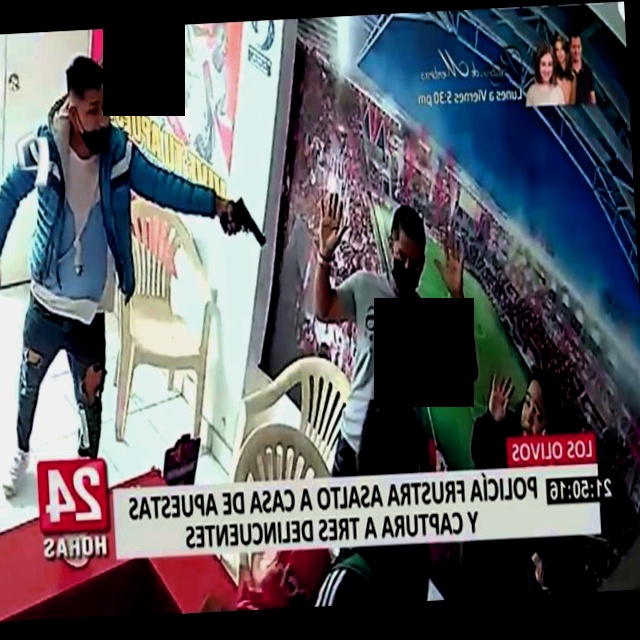 Lunes a Viernes 5:30 pm
LOS OLIVOS
POLICÍA FRUSTRA ASALTO A CASA DE APUESTAS
Y CAPTURA A TRES DELINCUENTES
21:50:16
24
HORAS